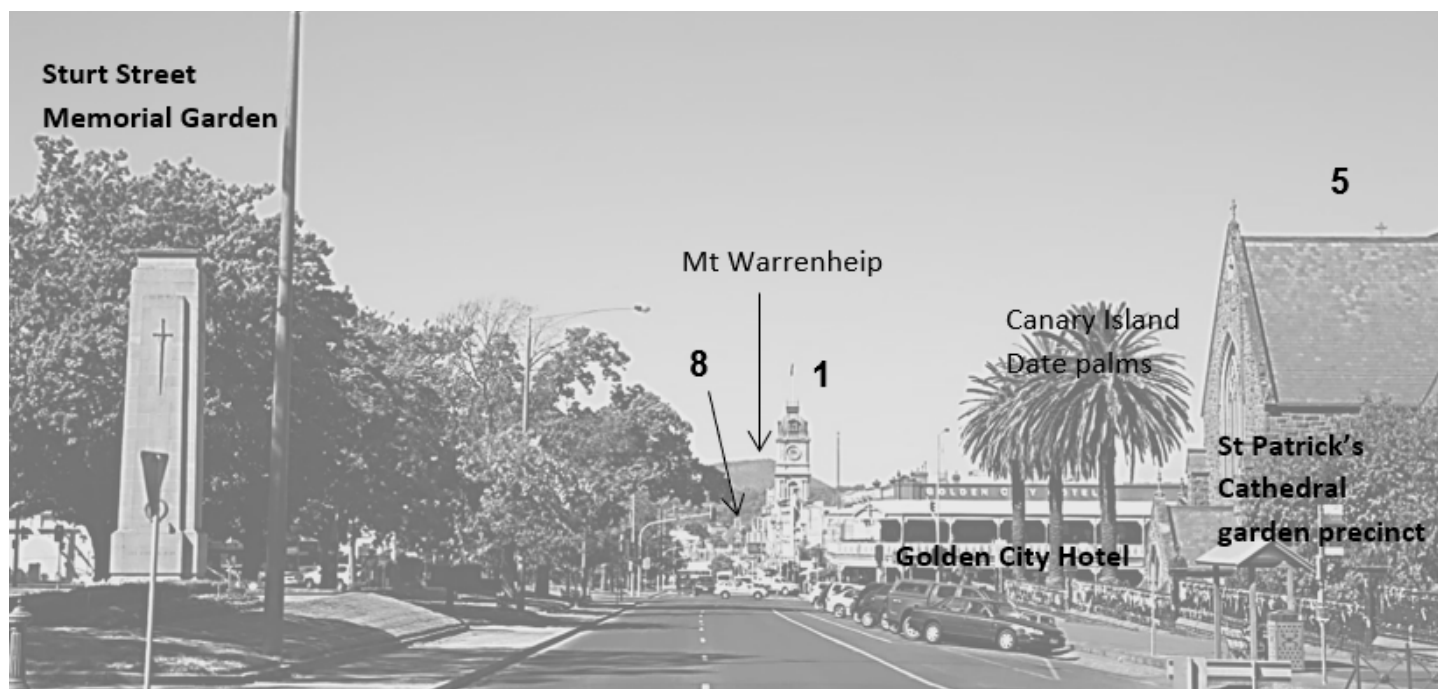 Sturt Street
Memorial Garden
5
Mt Warrenheip
8
1
Canary Island
Date palms
GOLDEN CITY HOTEL
St Patrick’s
Cathedral
garden precinct
Golden City Hotel